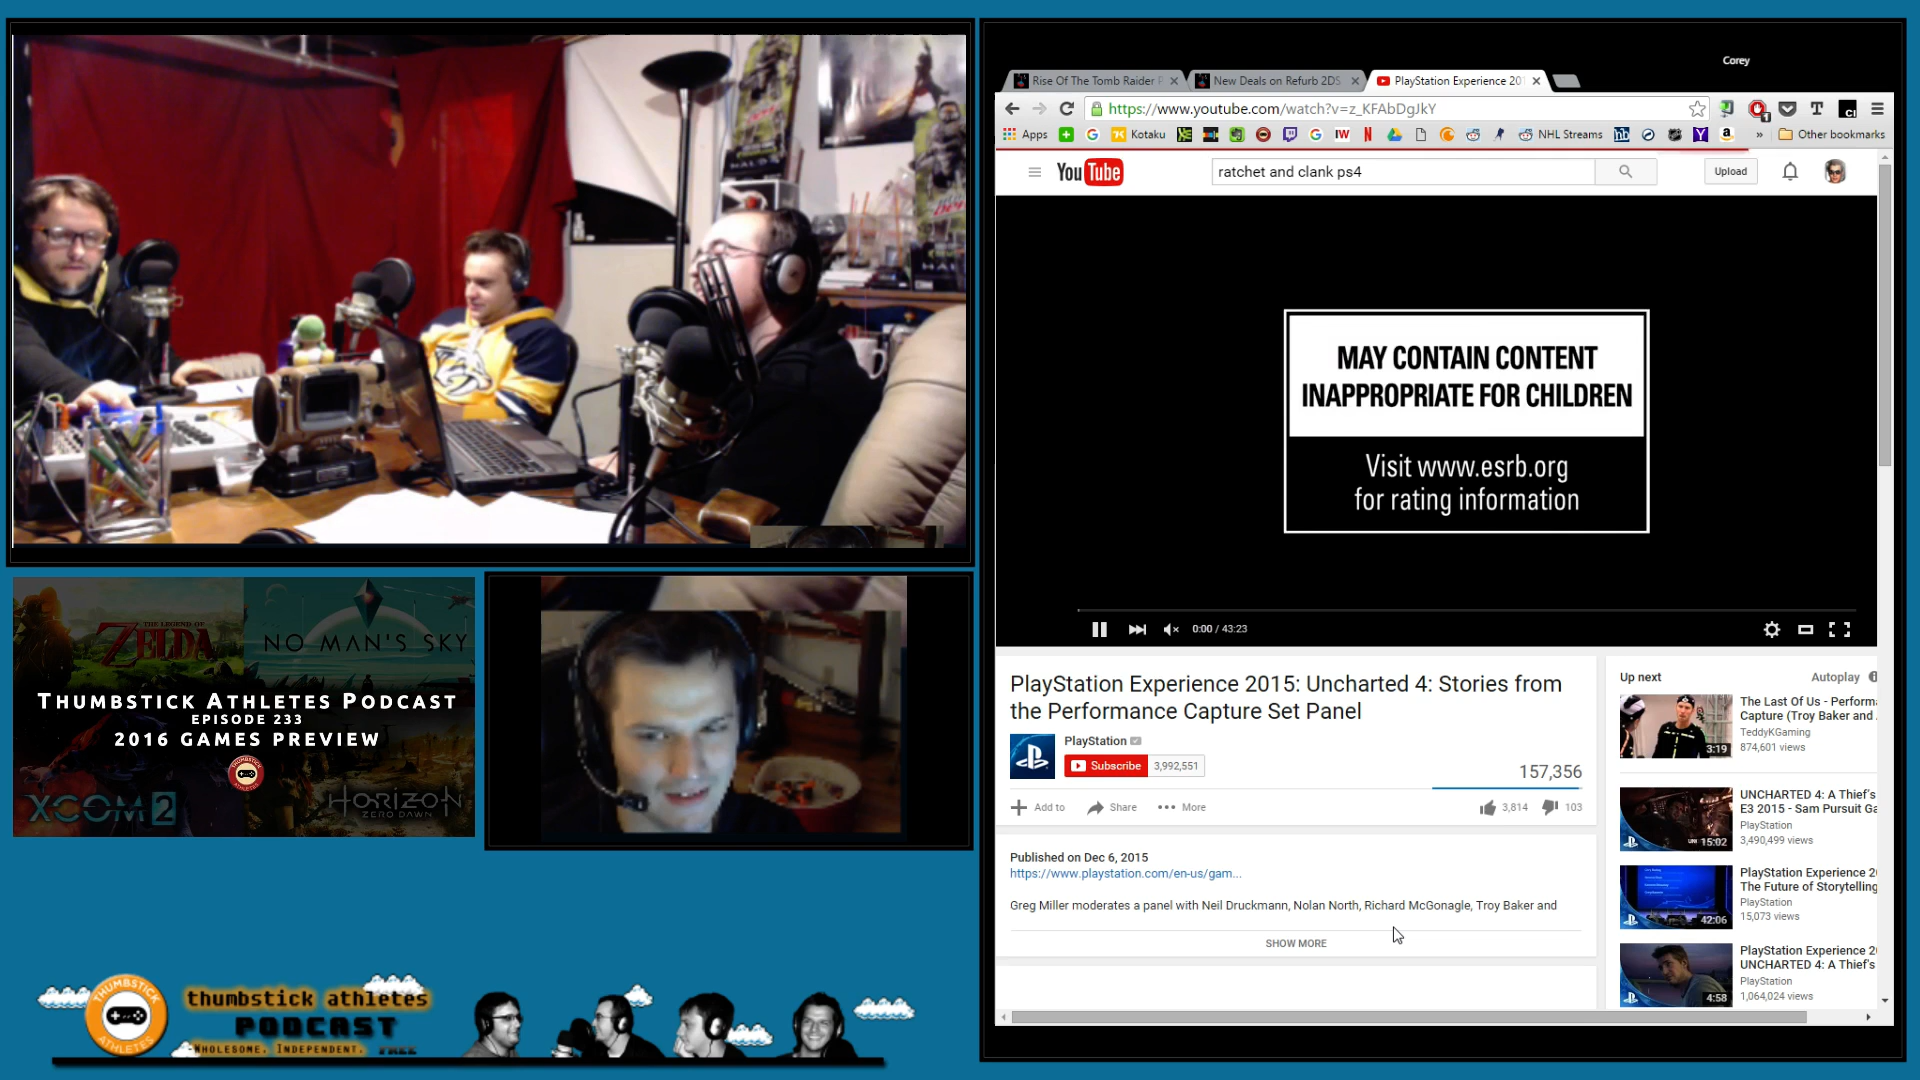 Corey
Rise Of The Tomb Raider
New Deals on Refurb 2DS
PlayStation Experience 201
https://www.youtube.com/watch?v=z_KFAbDgJkY
Apps
Kotaku
IW
NHL Streams
Other bookmarks
YouTube
ratchet and clank ps4
Upload
MAY CONTAIN CONTENT
INAPPROPRIATE FOR CHILDREN
Visit www.esrb.org
for rating information
0:00 / 43:23
PlayStation Experience 2015: Uncharted 4: Stories from
the Performance Capture Set Panel
PlayStation
Subscribe
3,992,551
157,356
Add to
Share
More
3,814
103
Published on Dec 6, 2015
https://www.playstation.com/en-us/gam...
Greg Miller moderates a panel with Neil Druckmann, Nolan North, Richard McGonagle, Troy Baker and
SHOW MORE
Up next
Autoplay
The Last Of Us - Performa
Capture (Troy Baker and
TeddyKGaming
874,601 views
3:19
UNCHARTED 4: A Thief's
E3 2015 - Sam Pursuit Ga
PlayStation
3,490,499 views
15:02
PlayStation Experience 2
The Future of Storytelling
PlayStation
15,073 views
42:06
PlayStation Experience 2
UNCHARTED 4: A Thief's
PlayStation
1,064,024 views
4:58
THE LEGEND OF
ZELDA
NO MAN'S SKY
THUMBSTICK ATHLETES PODCAST
EPISODE 233
2016 GAMES PREVIEW
XCOM 2
HORIZON
ZERO DAWN
THUMBSTICK
ATHLETES
thumbstick athletes
PODCAST
WHOLESOME. INDEPENDENT. FREE